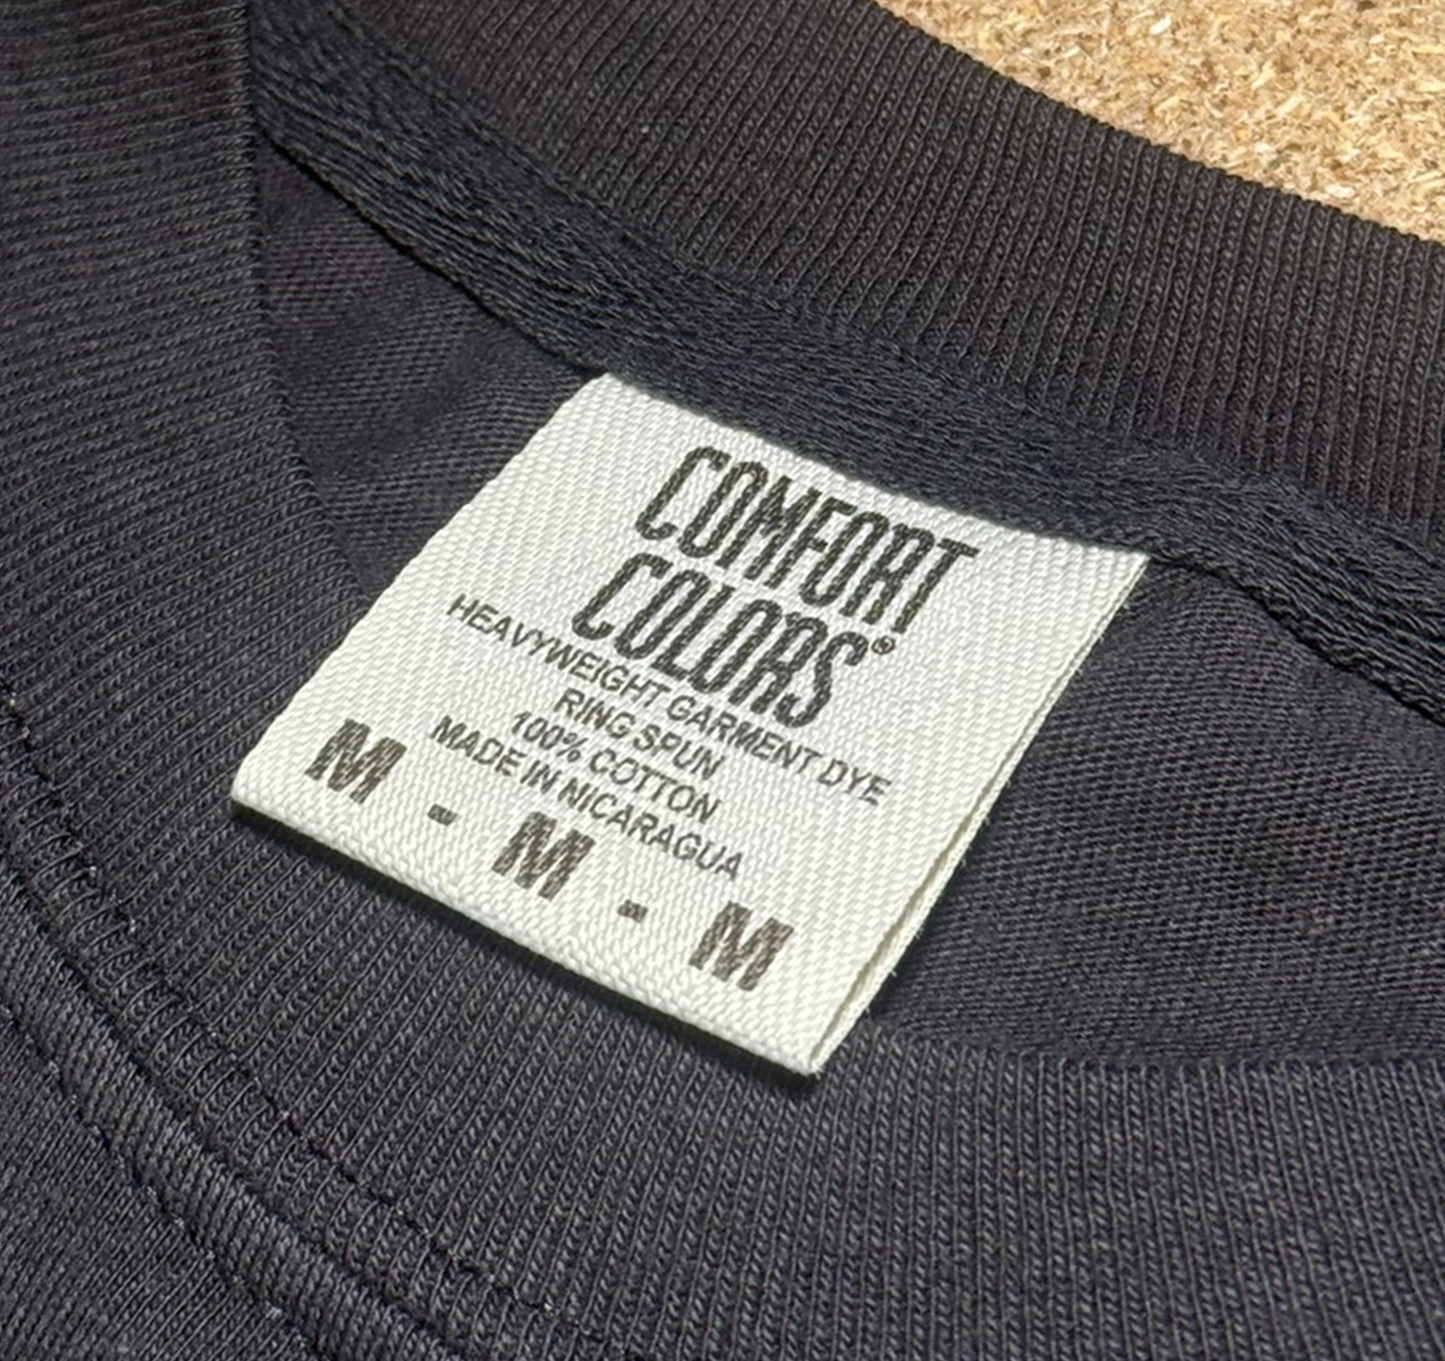 COMFORT
COLORS®
HEAVYWEIGHT GARMENT DYE
RING SPUN
100% COTTON
MADE IN NICARAGUA
M - M - M